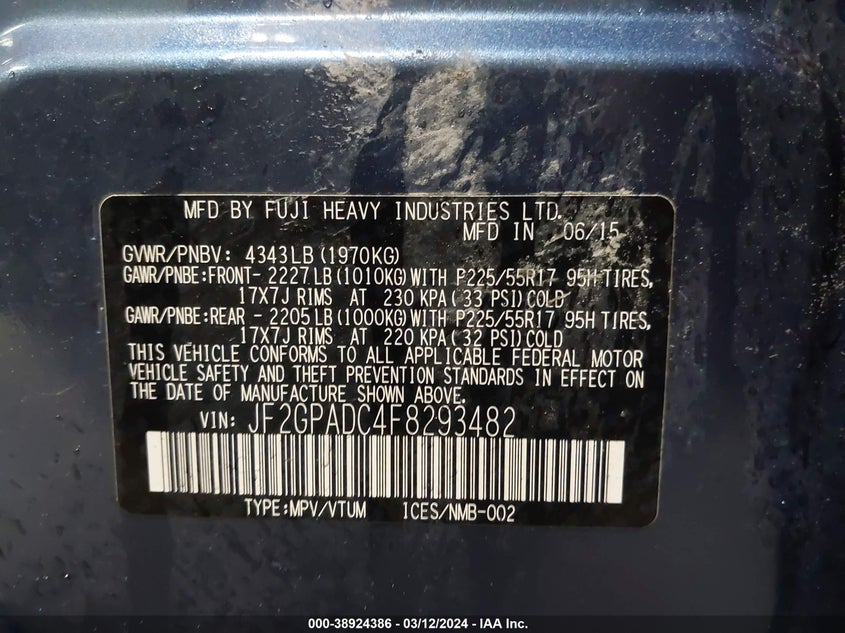 MFD BY FUJI HEAVY INDUSTRIES LTD.
MFD IN 06/15
GVWR/PNBV: 4343LB(1970KG)
GAWR/PNBE:FRONT- 2227LB(1010KG)WITH P225/55R17 95H TIRES,
17X7J RIMS AT 230 KPA(33 PSI)COLD
GAWR/PNBE:REAR - 2205LB(1000KG)WITH P225/55R17 95H TIRES,
17X7J RIMS AT 220 KPA(32 PSI)COLD
THIS VEHICLE CONFORMS TO ALL APPLICABLE FEDERAL MOTOR
VEHICLE SAFETY AND THEFT PREVENTION STANDARDS IN EFFECT ON
THE DATE OF MANUFACTURE SHOWN ABOVE.
VIN: JF2GPADC4F8293482
TYPE:MPV/VTUM ICES/NMB-002
000-38924386 - 03/12/2024 - IAA Inc.